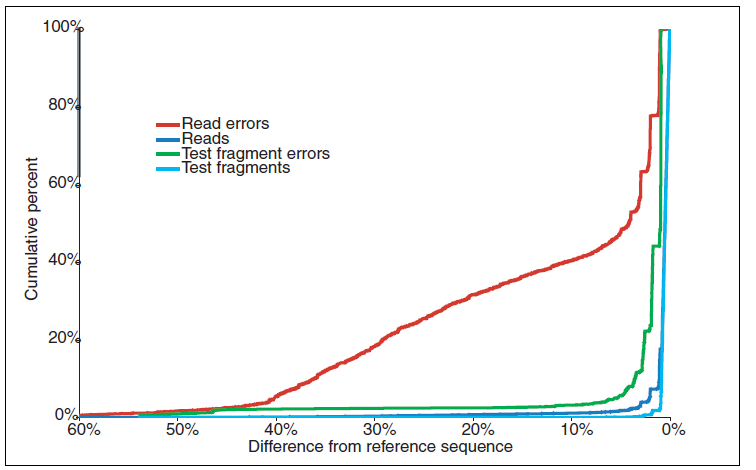 100%
80%
60%
40%
20%
0%
Cumulative percent
Read errors
Reads
Test fragment errors
Test fragments
60% 50% 40% 30% 20% 10% 0%
Difference from reference sequence